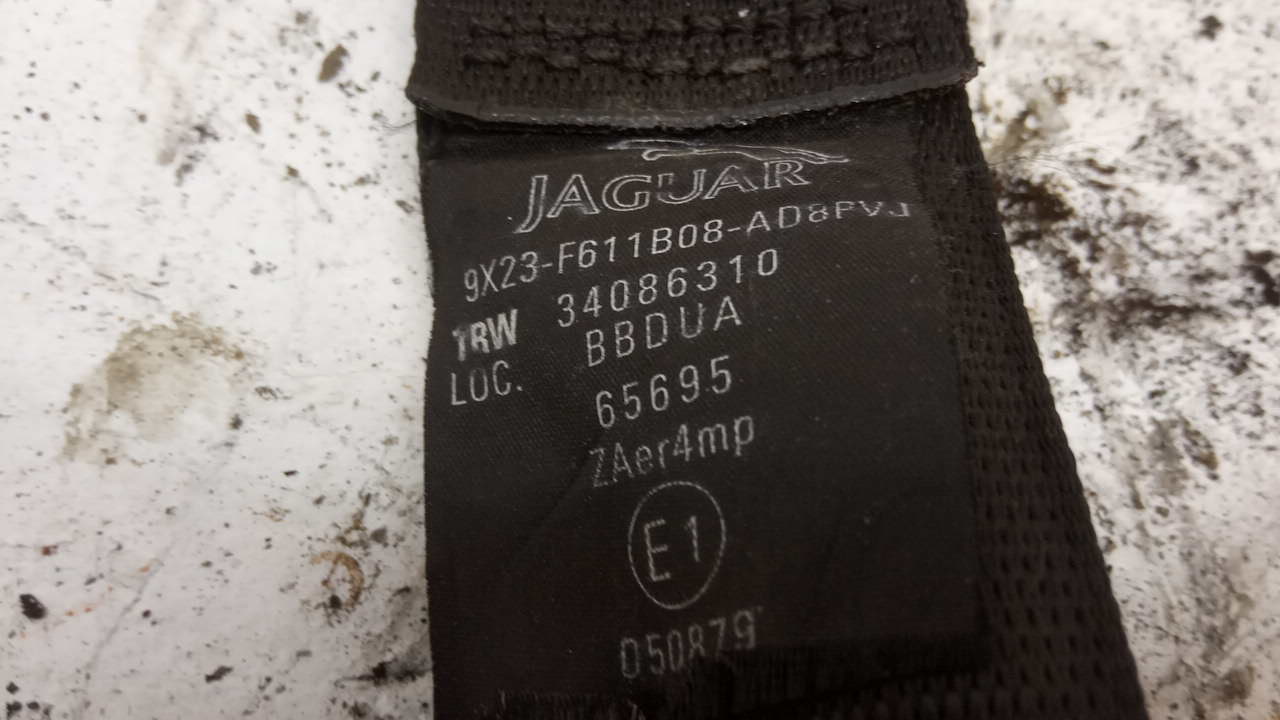 JAGUAR
9X23-F611B08-AD8PVJ
TRW 34086310
LOC. BBDUA
65695
ZAer4mp
E1
050879